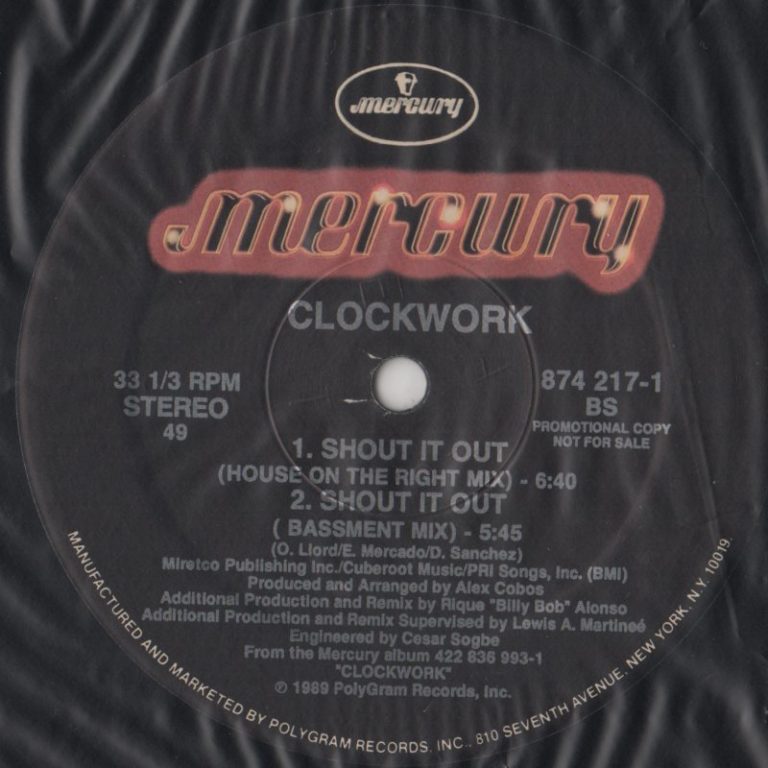 mercury
mercury
CLOCKWORK
33 1/3 RPM
STEREO
49
874 217-1
BS
PROMOTIONAL COPY
NOT FOR SALE
1. SHOUT IT OUT
(HOUSE ON THE RIGHT MIX) - 6:40
2. SHOUT IT OUT
( BASSMENT MIX) - 5:45
(O. Llord/E. Mercado/D. Sanchez)
Miretco Publishing Inc./Cuberoot Music/PRI Songs, Inc. (BMI)
Produced and Arranged by Alex Cobos
Additional Production and Remix by Rique "Billy Bob" Alonso
Additional Production and Remix Supervised by Lewis A. Martineé
Engineered by Cesar Sogbe
From the Mercury album 422 836 993-1
"CLOCKWORK"
℗ 1989 PolyGram Records, Inc.
MANUFACTURED AND MARKETED BY POLYGRAM RECORDS, INC., 810 SEVENTH AVENUE, NEW YORK, N.Y. 10019.